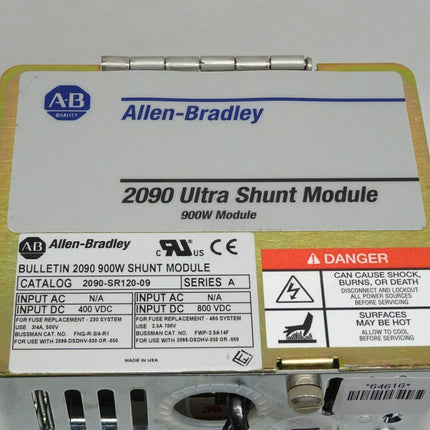 AB
QUALITY
Allen-Bradley
2090 Ultra Shunt Module
900W Module
AB Allen-Bradley
C UL US CE
BULLETIN 2090 900W SHUNT MODULE
CATALOG 2090-SR120-09 SERIES A
INPUT AC N/A INPUT AC N/A
INPUT DC 400 VDC INPUT DC 800 VDC
FOR FUSE REPLACEMENT - 230 SYSTEM FOR FUSE REPLACEMENT - 460 SYSTEM
USE 3/4A, 500V USE 2.5A 700V
BUSSMAN CAT. NO. FNQ-R-3/4-R1 BUSSMAN CAT. NO. FWP-2.5A14F
FOR USE WITH 2098-DSDHV-030 OR -050 FOR USE WITH 2098-DSDHV-030 OR -050
MADE IN U.S.A.
DANGER
CAN CAUSE SHOCK,
BURNS, OR DEATH
DISCONNECT AND LOCKOUT
ALL POWER SOURCES
BEFORE SERVICING
SURFACES
MAY BE HOT
ALLOW TO COOL
BEFORE SERVICING
*64616*